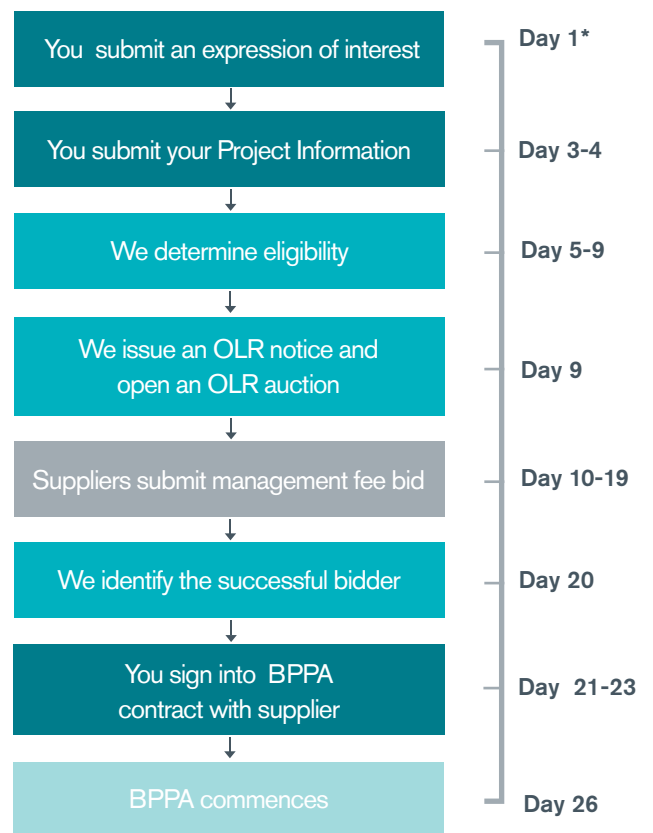 You submit an expression of interest
Day 1*
You submit your Project Information
Day 3-4
We determine eligibility
Day 5-9
We issue an OLR notice and
open an OLR auction
Day 9
Suppliers submit management fee bid
Day 10-19
We identify the successful bidder
Day 20
You sign into BPPA
contract with supplier
Day 21-23
BPPA commences
Day 26